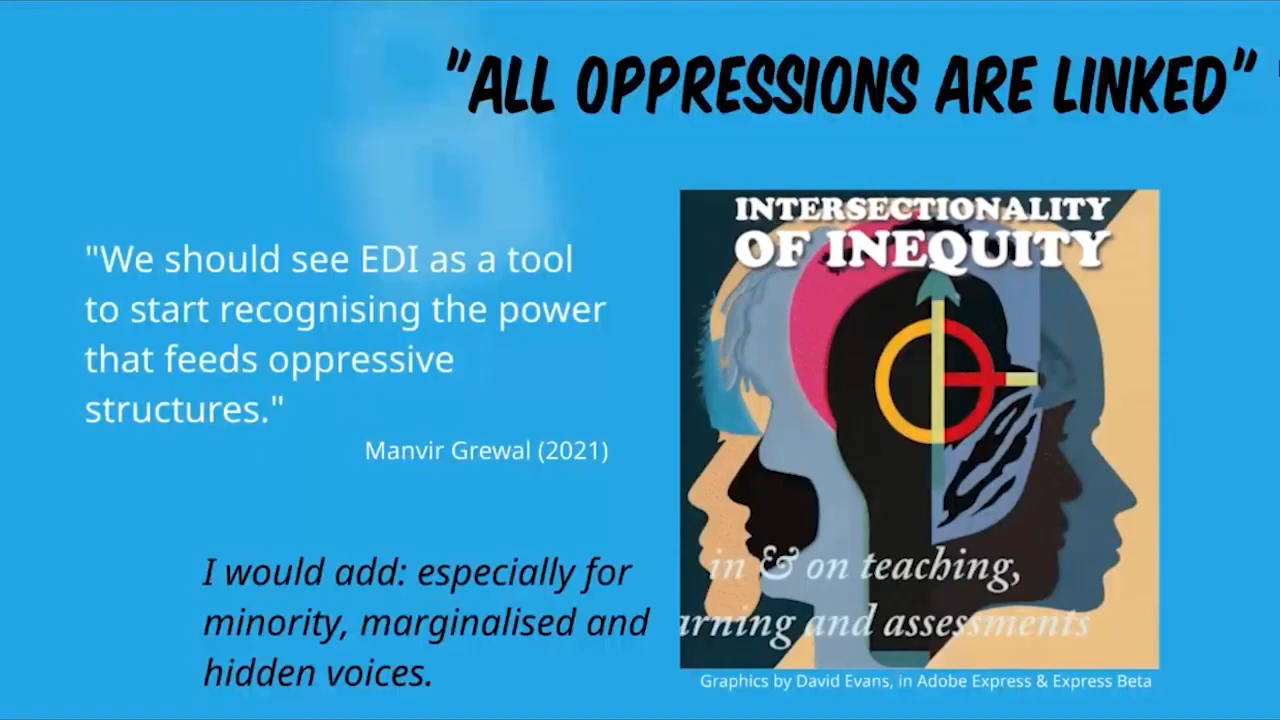 "ALL OPPRESSIONS ARE LINKED"
"We should see EDI as a tool
to start recognising the power
that feeds oppressive
structures."
Manvir Grewal (2021)
I would add: especially for
minority, marginalised and
hidden voices.
INTERSECTIONALITY
OF INEQUITY
in & on teaching,
arning and assessments
Graphics by David Evans, in Adobe Express & Express Beta